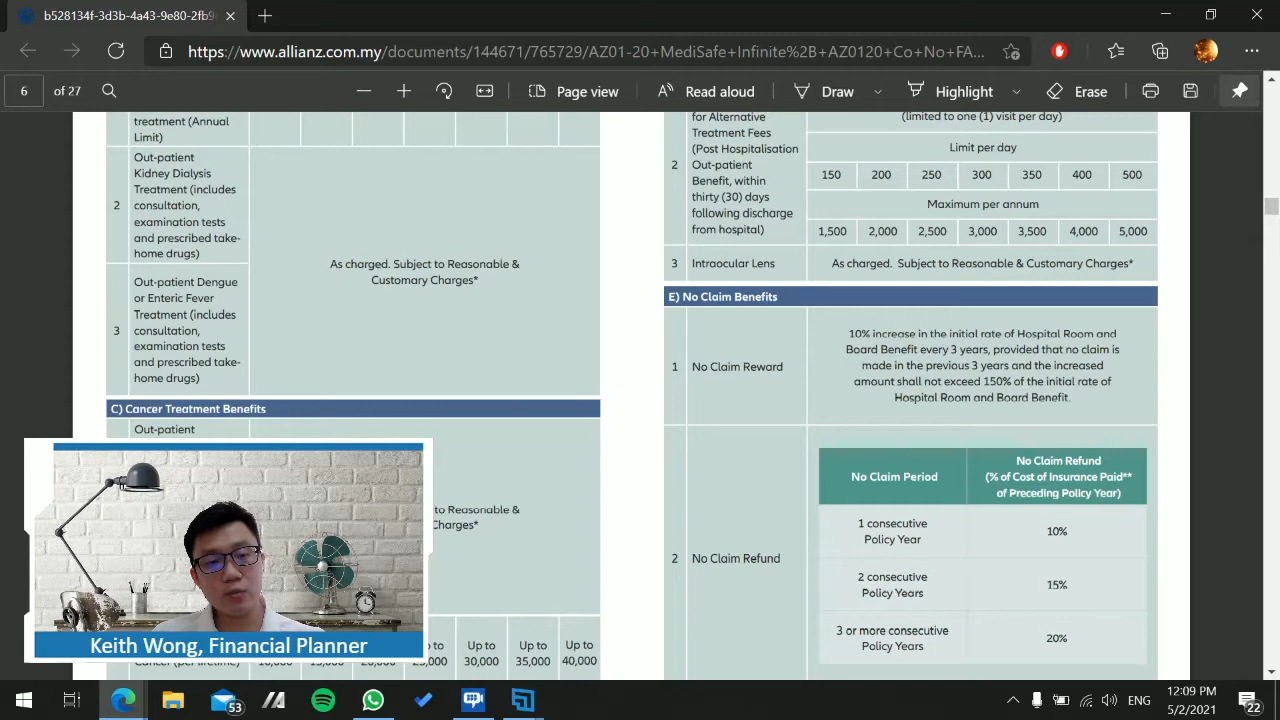 b528134f-3d3b-4a43-9e80-2fb9
https://www.allianz.com.my/documents/144671/765729/AZ01-20+MediSafe+Infinite%2B+AZ0120+Co+No+FA...
6 of 27
Page view
Read aloud
Draw
Highlight
Erase
treatment (Annual
Limit)
2
Out-patient
Kidney Dialysis
Treatment (includes
consultation,
examination tests
and prescribed take-
home drugs)
3
Out-patient Dengue
or Enteric Fever
Treatment (includes
consultation,
examination tests
and prescribed take-
home drugs)
As charged. Subject to Reasonable &
Customary Charges*
C) Cancer Treatment Benefits
Out-patient
to Reasonable &
Charges*
Up to Up to Up to
30,000 35,000 40,000
Keith Wong, Financial Planner
2
for Alternative
Treatment Fees
(Post Hospitalisation
Out-patient
Benefit, within
thirty (30) days
following discharge
from hospital)
(limited to one (1) visit per day)
Limit per day
150 200 250 300 350 400 500
Maximum per annum
1,500 2,000 2,500 3,000 3,500 4,000 5,000
3 Intraocular Lens As charged. Subject to Reasonable & Customary Charges*
E) No Claim Benefits
1 No Claim Reward
10% increase in the initial rate of Hospital Room and
Board Benefit every 3 years, provided that no claim is
made in the previous 3 years and the increased
amount shall not exceed 150% of the initial rate of
Hospital Room and Board Benefit.
2 No Claim Refund
No Claim Period
No Claim Refund
(% of Cost of Insurance Paid**
of Preceding Policy Year)
1 consecutive
Policy Year
10%
2 consecutive
Policy Years
15%
3 or more consecutive
Policy Years
20%
53
ENG
12:09 PM
5/2/2021
22